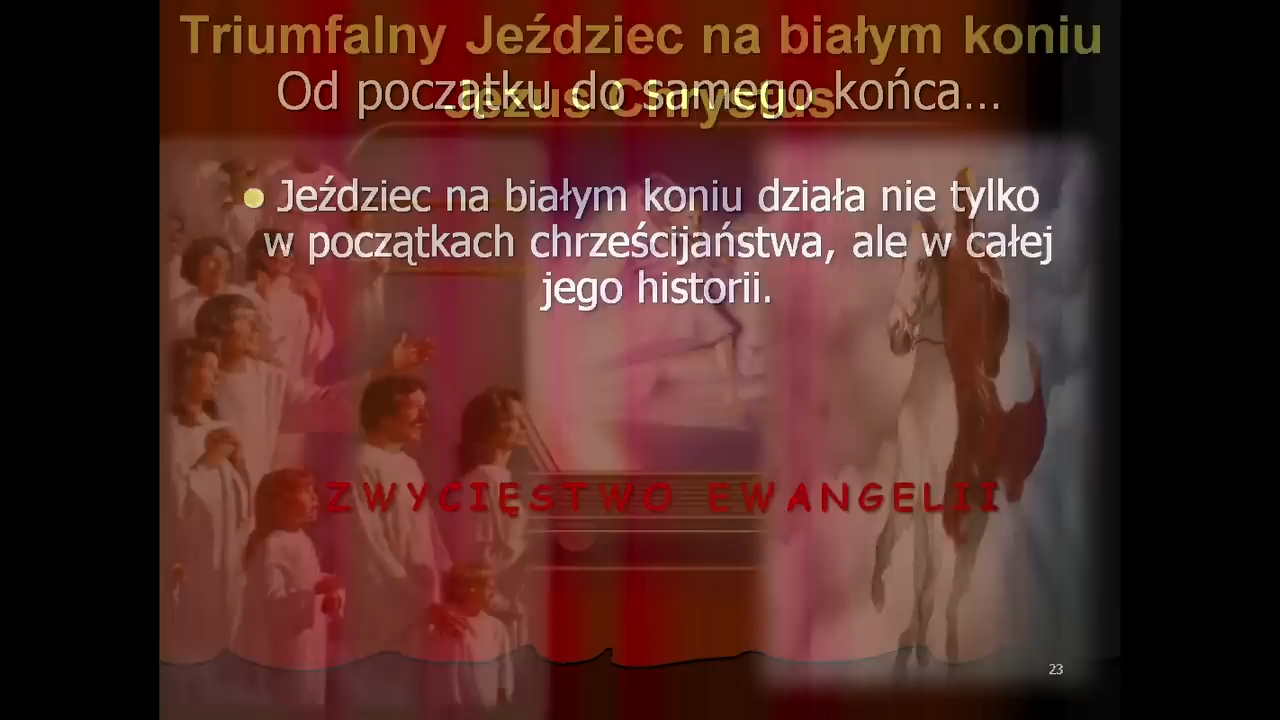 Triumfalny Jeździec na białym koniu
Od początku do samego końca...
Jezus Chrystus
Jeździec na białym koniu działa nie tylko
w początkach chrześcijaństwa, ale w całej
jego historii.
ZWYCIĘSTWO EWANGELII
23